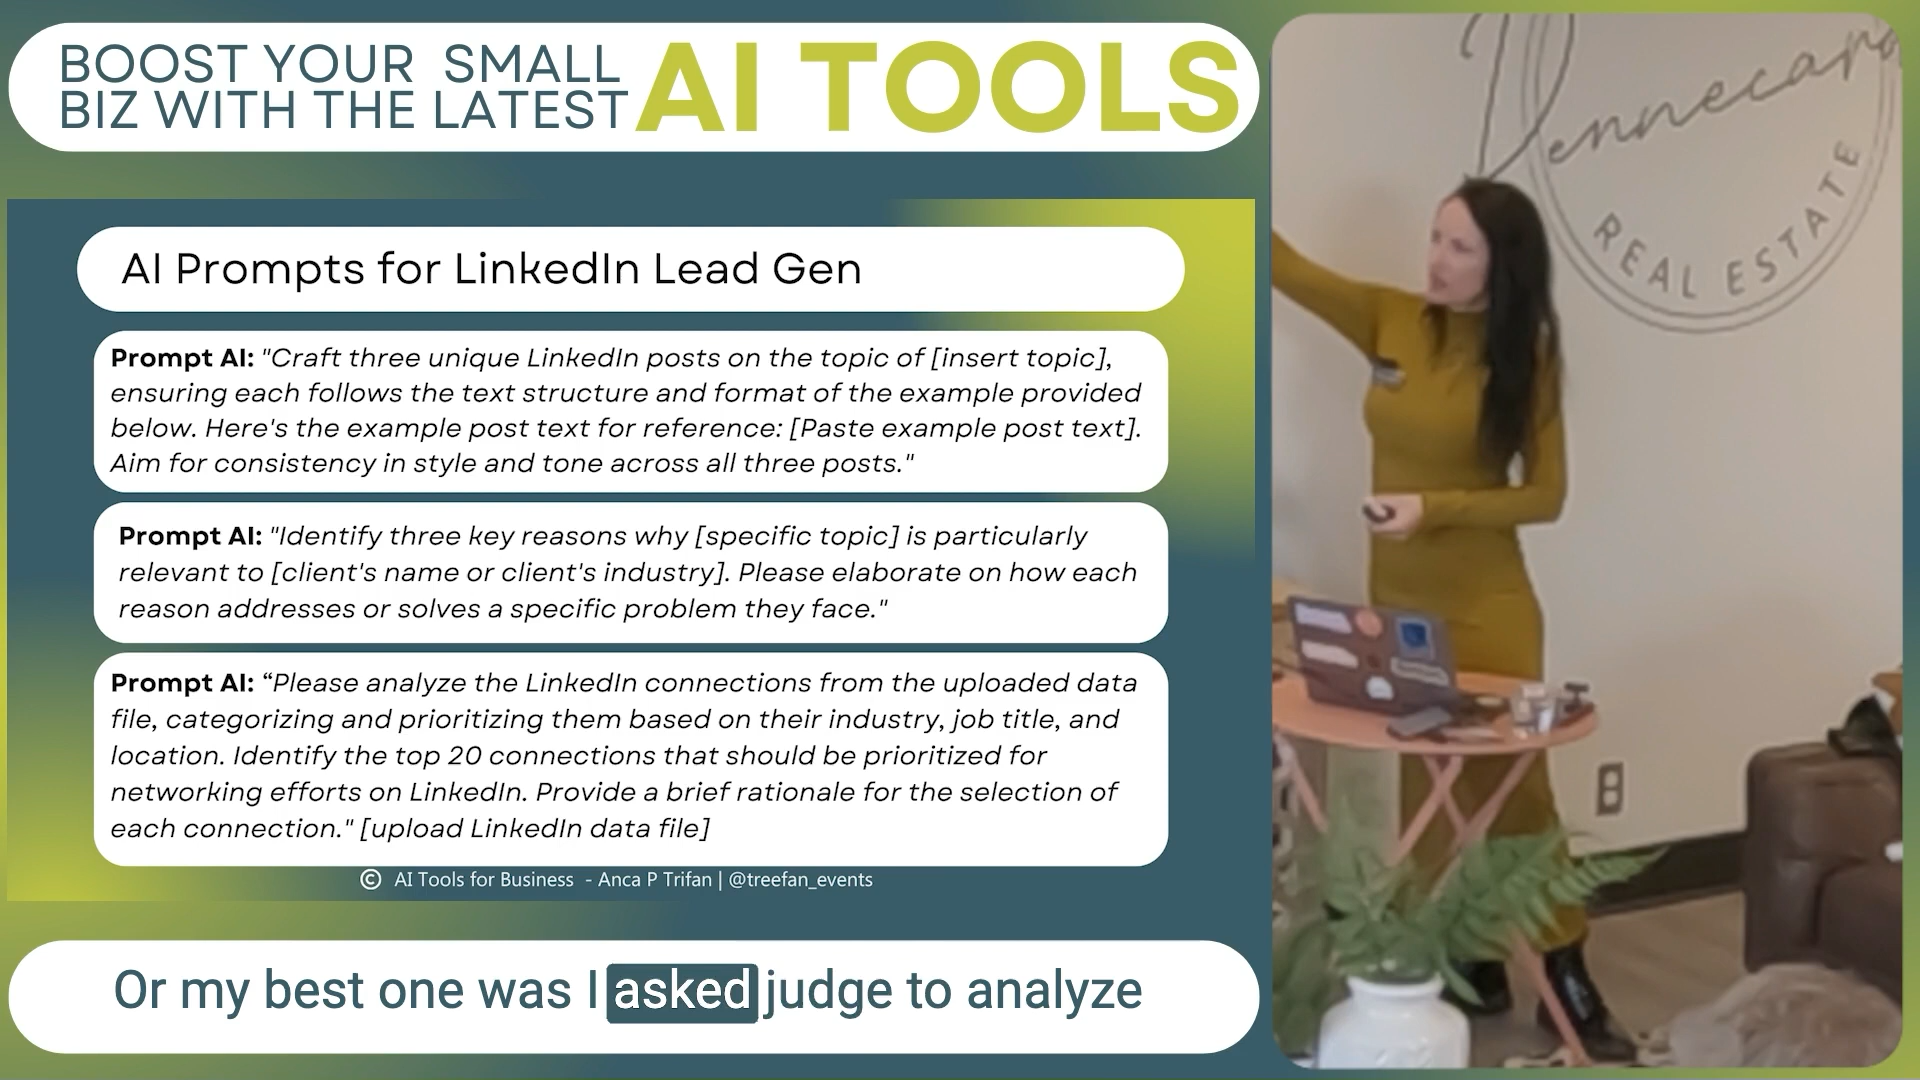 BOOST YOUR SMALL
BIZ WITH THE LATEST
AI TOOLS
AI Prompts for LinkedIn Lead Gen
Prompt AI: "Craft three unique LinkedIn posts on the topic of [insert topic],
ensuring each follows the text structure and format of the example provided
below. Here's the example post text for reference: [Paste example post text].
Aim for consistency in style and tone across all three posts."
Prompt AI: "Identify three key reasons why [specific topic] is particularly
relevant to [client's name or client's industry]. Please elaborate on how each
reason addresses or solves a specific problem they face."
Prompt AI: “Please analyze the LinkedIn connections from the uploaded data
file, categorizing and prioritizing them based on their industry, job title, and
location. Identify the top 20 connections that should be prioritized for
networking efforts on LinkedIn. Provide a brief rationale for the selection of
each connection." [upload LinkedIn data file]
© AI Tools for Business - Anca P Trifan | @treefan_events
Or my best one was I asked judge to analyze
REAL ESTATE